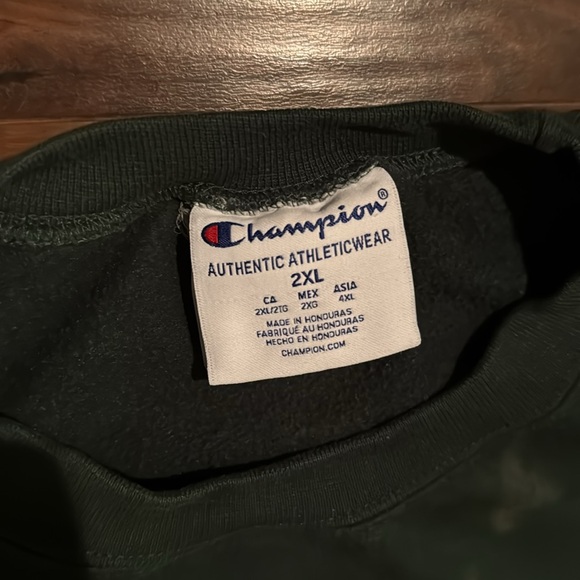 Champion®
AUTHENTIC ATHLETICWEAR
2XL
CA MEX ASIA
2XL/2TG 2XG 4XL
MADE IN HONDURAS
FABRIQUÉ AU HONDURAS
HECHO EN HONDURAS
CHAMPION.COM